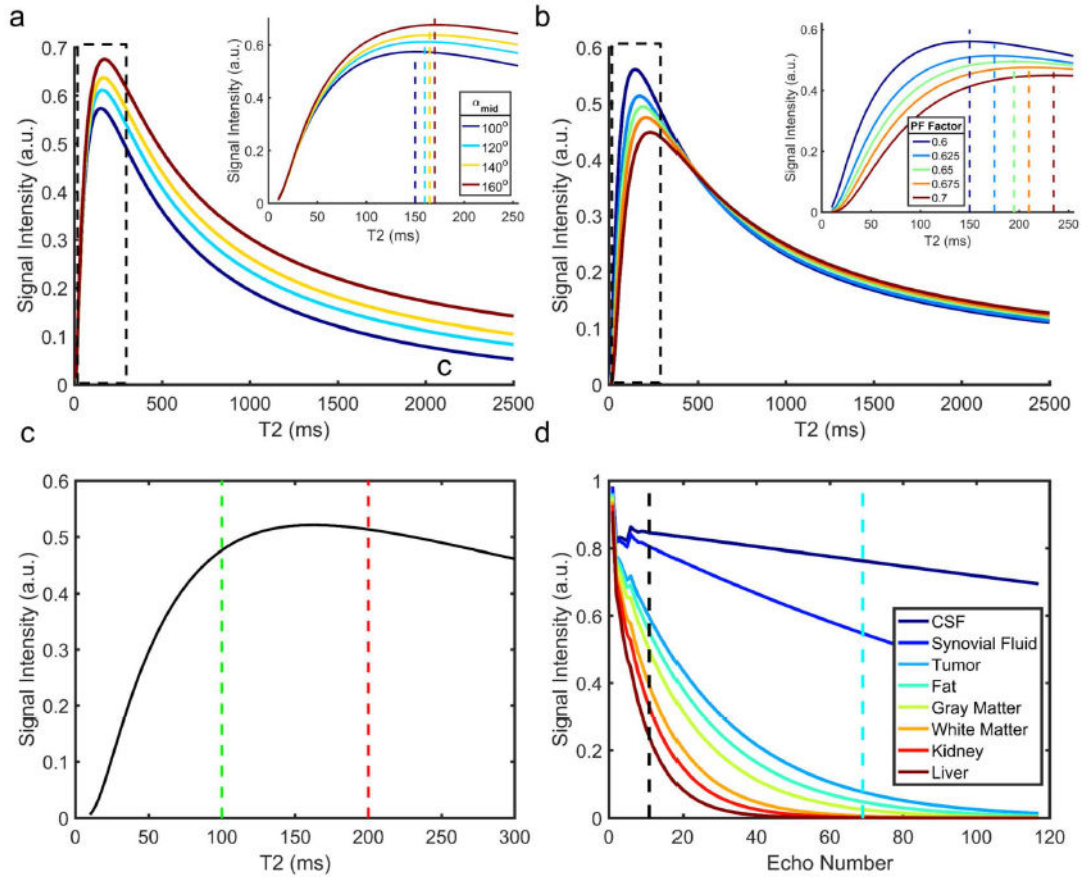 a
0.7
0.6
0.5
0.4
0.3
0.2
0.1
0
Signal Intensity (a.u.)
0 500 1000 1500 2000 2500
T2 (ms)
c
0.6
0.4
0.2
0
Signal Intensity (a.u.)
0 50 100 150 200 250
T2 (ms)
αmid
100°
120°
140°
160°
b
0.6
0.5
0.4
0.3
0.2
0.1
0
Signal Intensity (a.u.)
0 500 1000 1500 2000 2500
T2 (ms)
0.6
0.4
0.2
0
Signal Intensity (a.u.)
0 50 100 150 200 250
T2 (ms)
PF Factor
0.6
0.625
0.65
0.675
0.7
c
0.6
0.5
0.4
0.3
0.2
0.1
0
Signal Intensity (a.u.)
0 50 100 150 200 250 300
T2 (ms)
d
1
0.8
0.6
0.4
0.2
0
Signal Intensity (a.u.)
0 20 40 60 80 100 120
Echo Number
CSF
Synovial Fluid
Tumor
Fat
Gray Matter
White Matter
Kidney
Liver